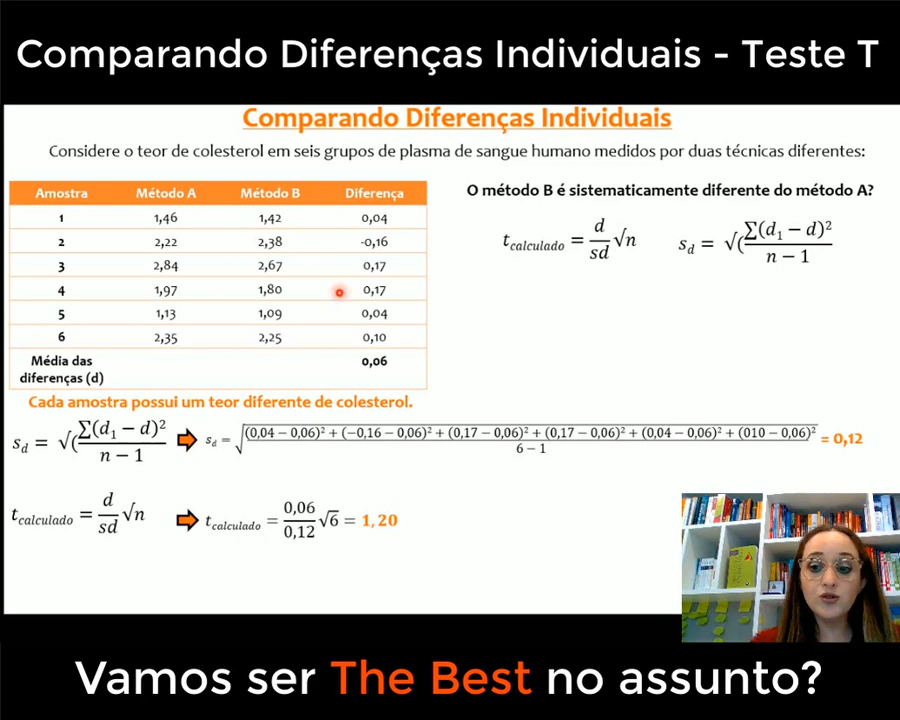 Comparando Diferenças Individuais - Teste T
Comparando Diferenças Individuais
Considere o teor de colesterol em seis grupos de plasma de sangue humano medidos por duas técnicas diferentes:
Amostra Método A Método B Diferença
1 1,46 1,42 0,04
2 2,22 2,38 -0,16
3 2,84 2,67 0,17
4 1,97 1,80 0,17
5 1,13 1,09 0,04
6 2,35 2,25 0,10
Média das diferenças (d) 0,06
O método B é sistematicamente diferente do método A?
t_calculado = d/sd √n s_d = √(∑(d₁ − d)²/n − 1
Cada amostra possui um teor diferente de colesterol.
s_d = √(∑(d₁ − d)²/n − 1 s_d = √((0,04 − 0,06)² + (−0,16 − 0,06)² + (0,17 − 0,06)² + (0,17 − 0,06)² + (0,04 − 0,06)² + (010 − 0,06)²/6 − 1) = 0,12
t_calculado = d/sd √n t_calculado = 0,06/0,12 √6 = 1,20
Vamos ser The Best no assunto?